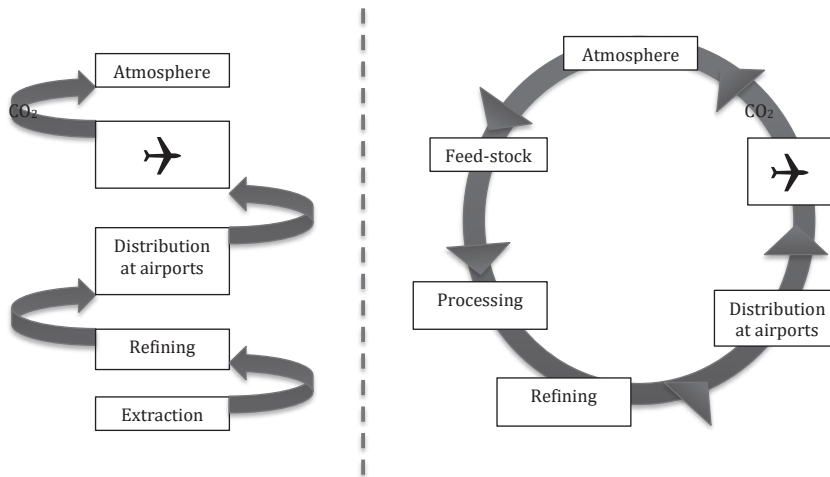 Atmosphere
CO₂
Distribution
at airports
Refining
Extraction
Atmosphere
CO₂
Feed-stock
Processing
Distribution
at airports
Refining